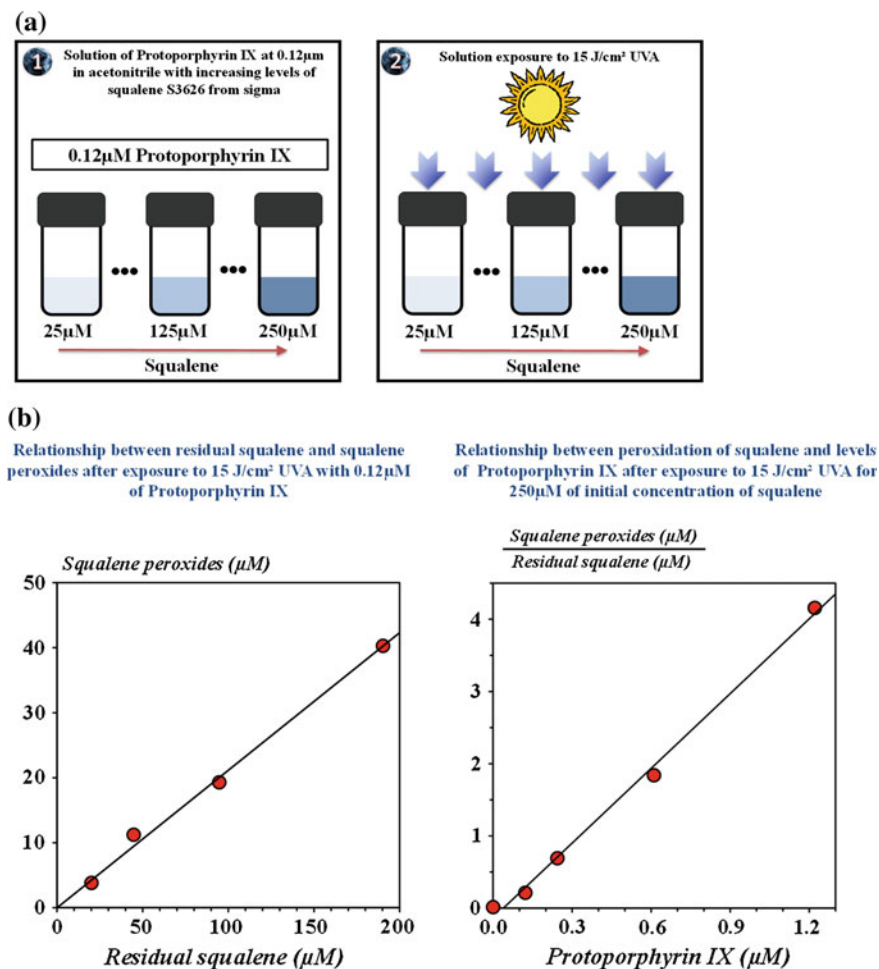 (a)
1
Solution of Protoporphyrin IX at 0.12µm
in acetonitrile with increasing levels of
squalene S3626 from sigma
0.12µM Protoporphyrin IX
25µM 125µM 250µM
Squalene
2
Solution exposure to 15 J/cm² UVA
25µM 125µM 250µM
Squalene
(b)
Relationship between residual squalene and squalene
peroxides after exposure to 15 J/cm² UVA with 0.12µM
of Protoporphyrin IX
Squalene peroxides (µM)
50
40
30
20
10
0
0 50 100 150 200
Residual squalene (µM)
Relationship between peroxidation of squalene and levels
of Protoporphyrin IX after exposure to 15 J/cm² UVA for
250µM of initial concentration of squalene
Squalene peroxides (µM)
Residual squalene (µM)
4
3
2
1
0
0.0 0.3 0.6 0.9 1.2
Protoporphyrin IX (µM)